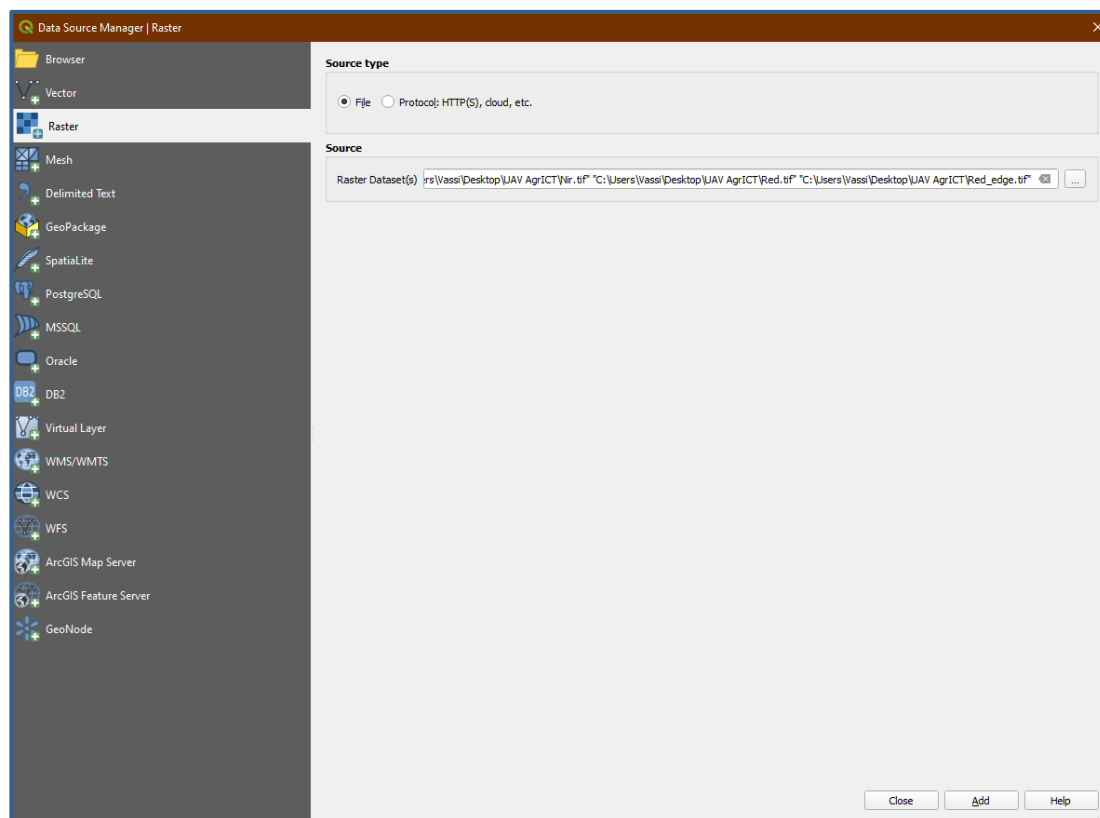 Data Source Manager | Raster
Browser
Vector
Raster
Mesh
Delimited Text
GeoPackage
SpatiaLite
PostgreSQL
MSSQL
Oracle
DB2 DB2
Virtual Layer
WMS/WMTS
WCS
WFS
ArcGIS Map Server
ArcGIS Feature Server
GeoNode
Source type
File Protocol: HTTP(S), cloud, etc.
Source
Raster Dataset(s) ers\Vassi\Desktop\UAV AgrICT\Nir.tif" "C:\Users\Vassi\Desktop\UAV AgrICT\Red.tif" "C:\Users\Vassi\Desktop\UAV AgrICT\Red_edge.tif" ...
Close Add Help